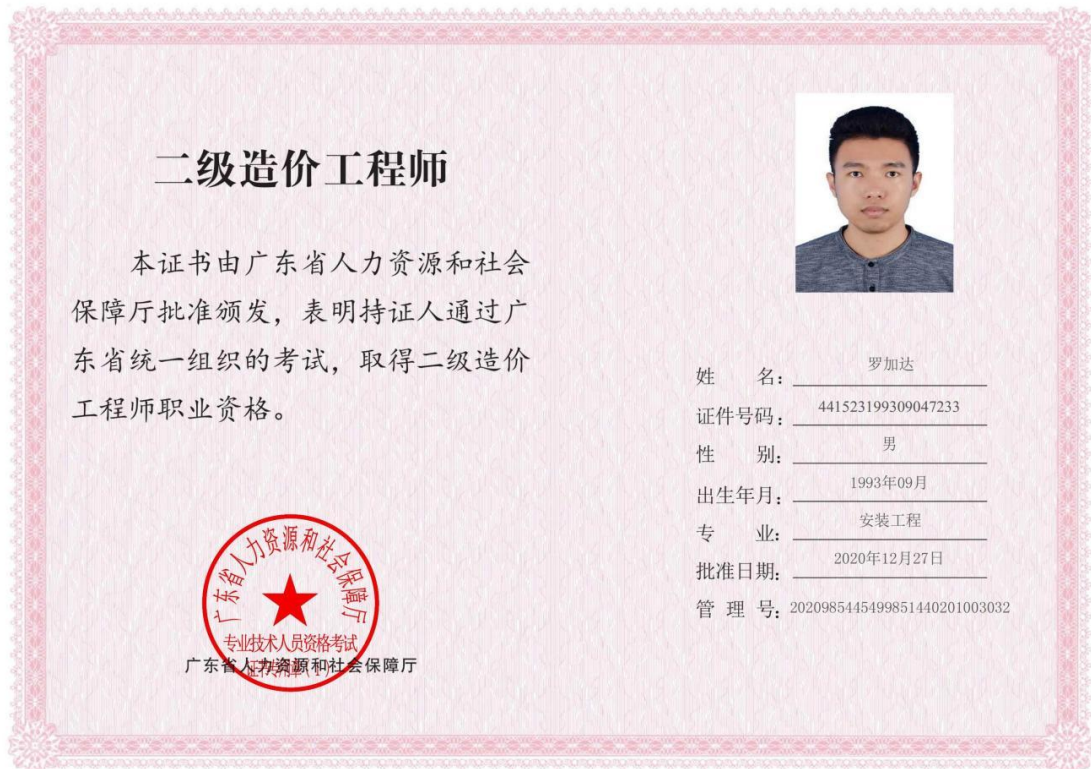 二级造价工程师
本证书由广东省人力资源和社会
保障厅批准颁发，表明持证人通过广
东省统一组织的考试，取得二级造价
工程师职业资格。
广东省人力资源和社会保障厅
专业技术人员资格考试
广东省人力资源和社会保障厅
姓名：罗加达
证件号码：441523199309047233
性别：男
出生年月：1993年09月
专业：安装工程
批准日期：2020年12月27日
管理号：20209854454998514402010030​32